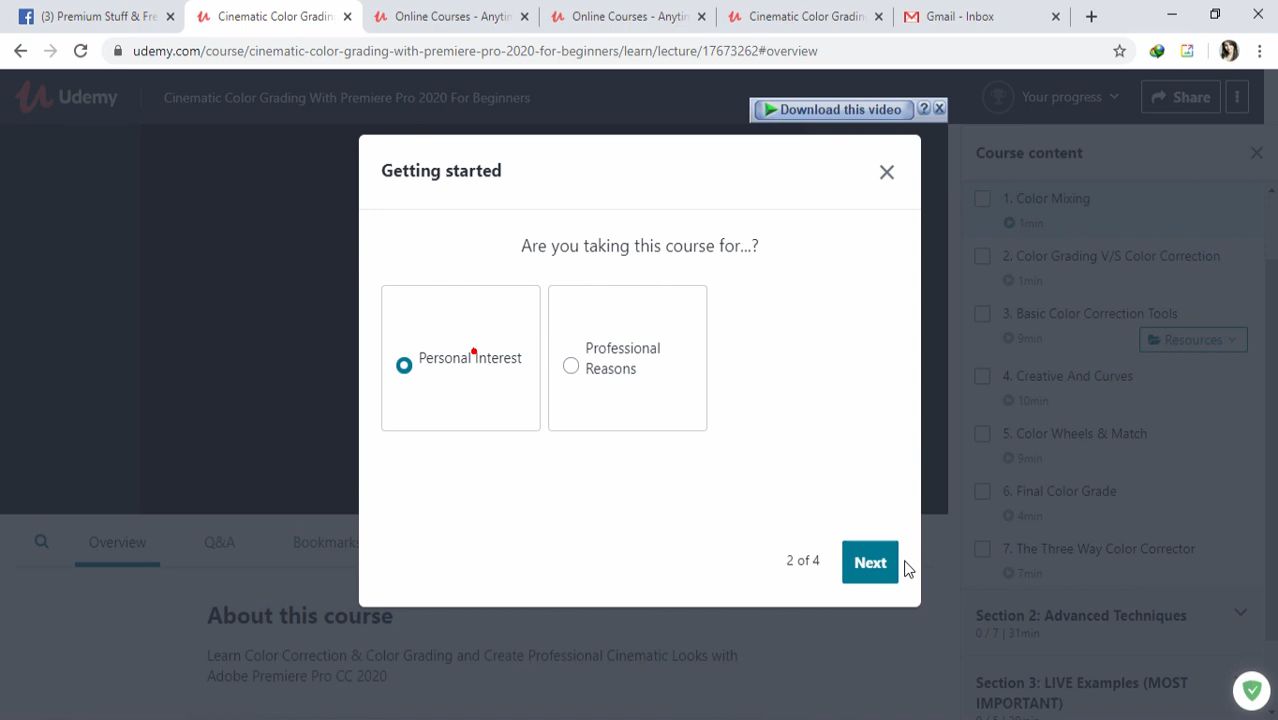 (3) Premium Stuff & Fre
Cinematic Color Gradin
Online Courses - Anytin
Online Courses - Anytin
Cinematic Color Gradin
Gmail - Inbox
udemy.com/course/cinematic-color-grading-with-premiere-pro-2020-for-beginners/learn/lecture/17673262#overview
Udemy
Cinematic Color Grading With Premiere Pro 2020 For Beginners
Your progress
Share
Download this video
?
Getting started
Are you taking this course for...?
Personal Interest
Professional
Reasons
2 of 4
Next
Course content
1. Color Mixing
1min
2. Color Grading V/S Color Correction
1min
3. Basic Color Correction Tools
9min
Resources
4. Creative And Curves
10min
5. Color Wheels & Match
9min
6. Final Color Grade
4min
7. The Three Way Color Corrector
7min
Section 2: Advanced Techniques
0 / 7 | 31min
Section 3: LIVE Examples (MOST
IMPORTANT)
Overview
Q&A
Bookmarks
About this course
Learn Color Correction & Color Grading and Create Professional Cinematic Looks with
Adobe Premiere Pro CC 2020